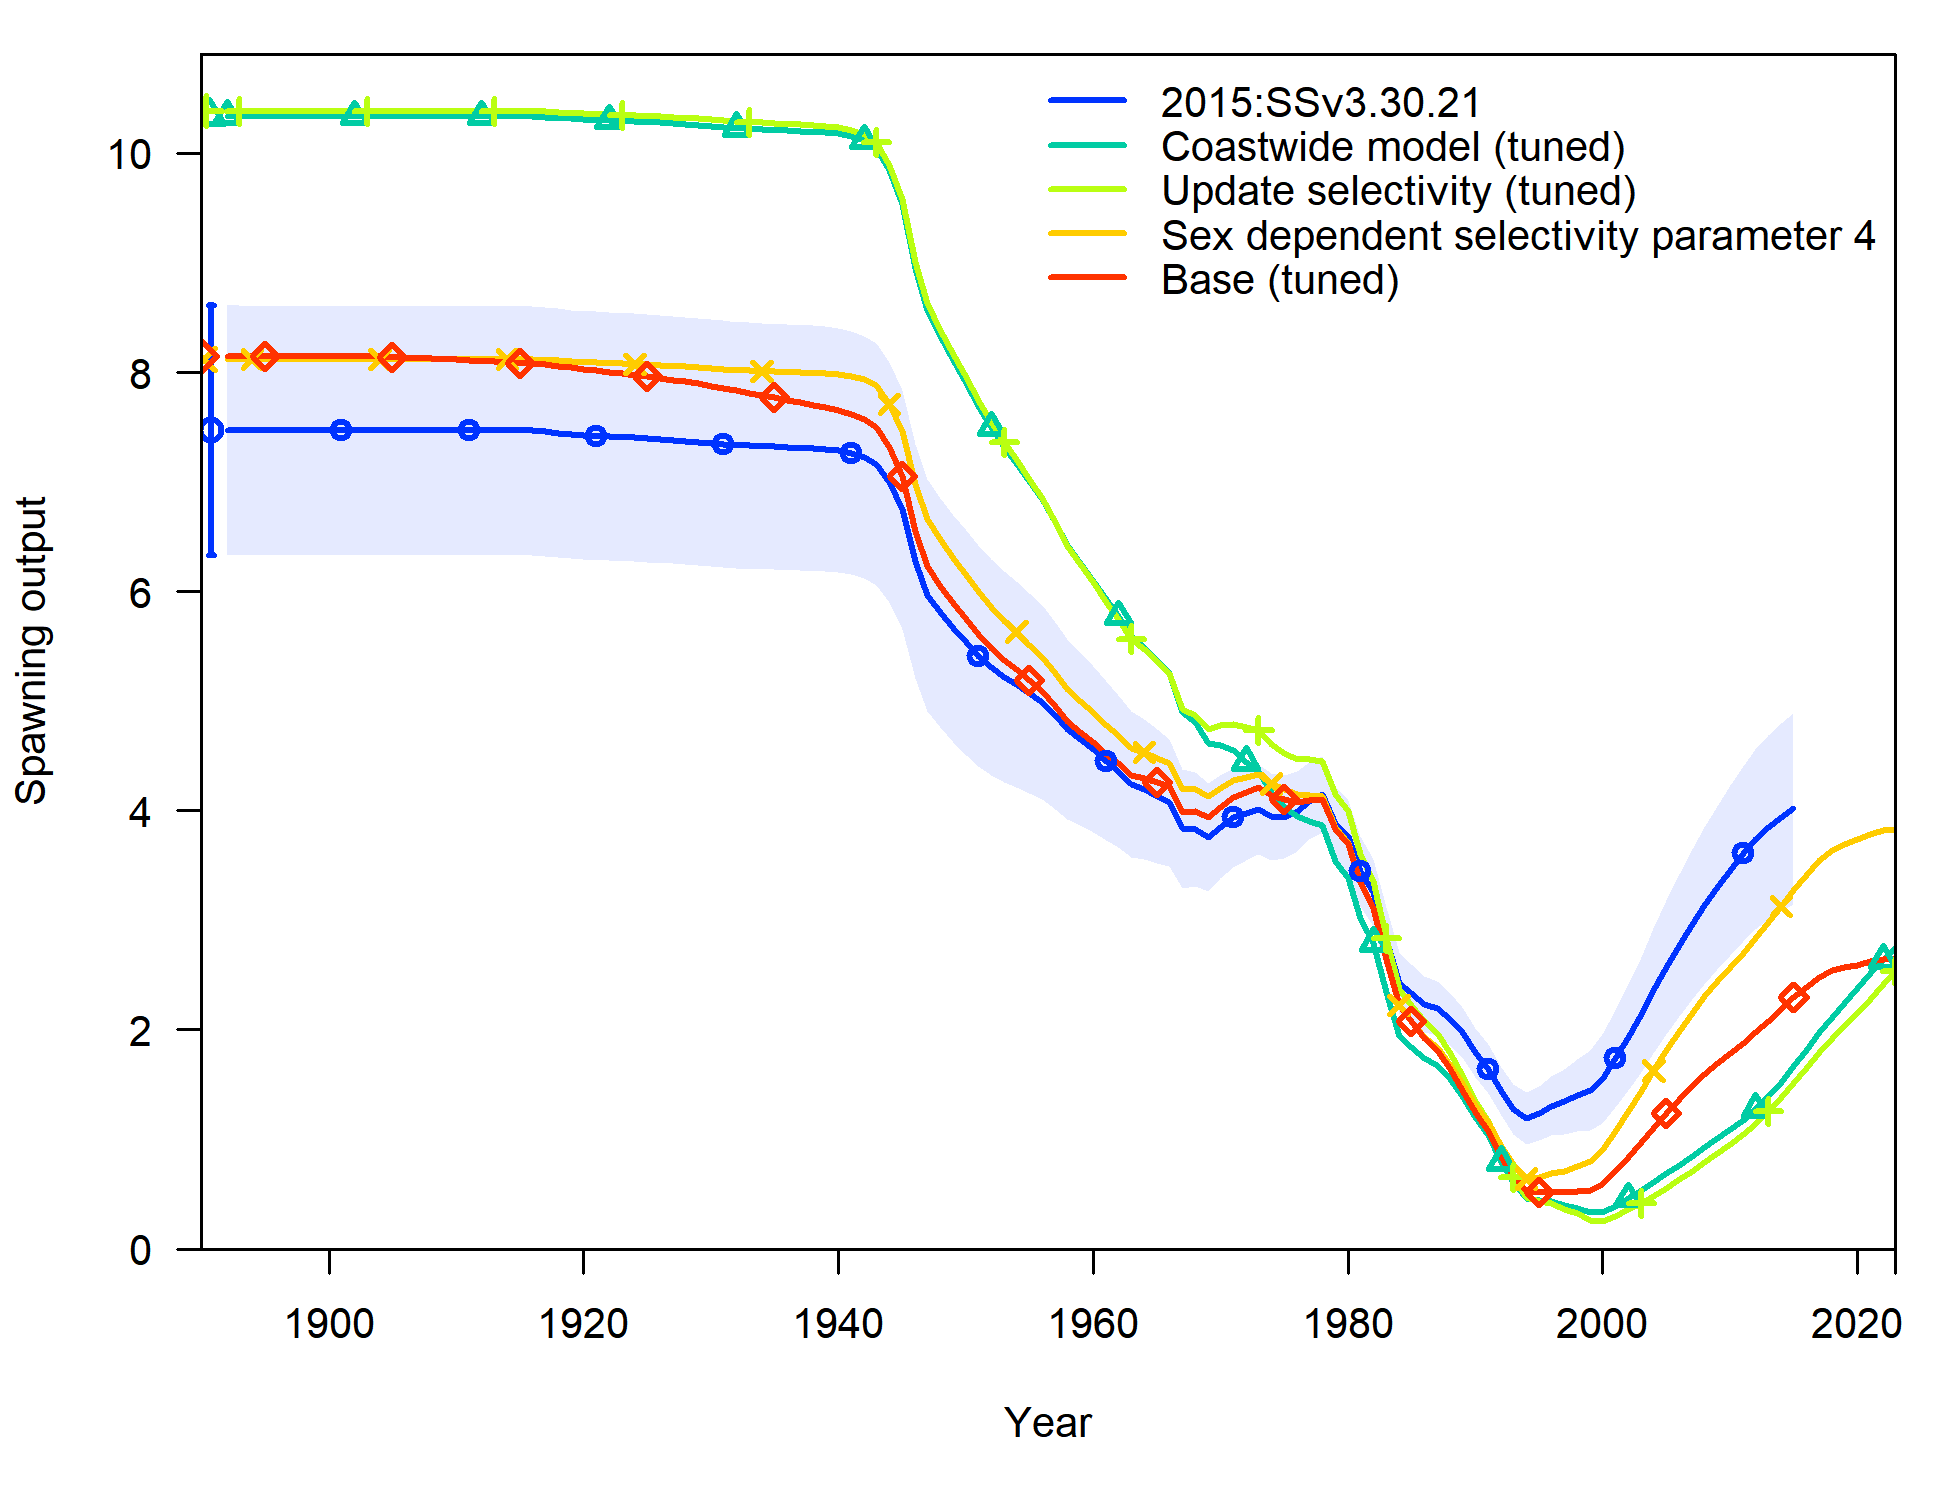 2015:SSv3.30.21
Coastwide model (tuned)
Update selectivity (tuned)
Sex dependent selectivity parameter 4
Base (tuned)
Spawning output
10
8
6
4
2
0
1900 1920 1940 1960 1980 2000 2020
Year